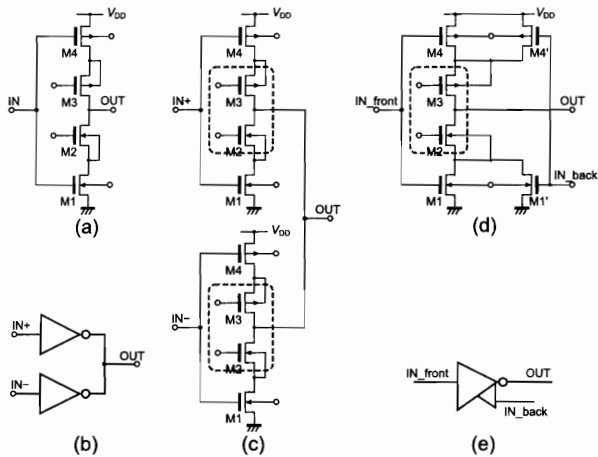 VDD
M4
M3
IN
OUT
M2
M1
(a)
VDD
M4
IN+
M3
M2
M1
OUT
VDD
M4
IN−
M3
M2
M1
(c)
IN+
OUT
IN−
(b)
VDD
M4
M4'
M3
IN_front
OUT
M2
M1
M1'
IN_back
(d)
IN_front
OUT
IN_back
(e)